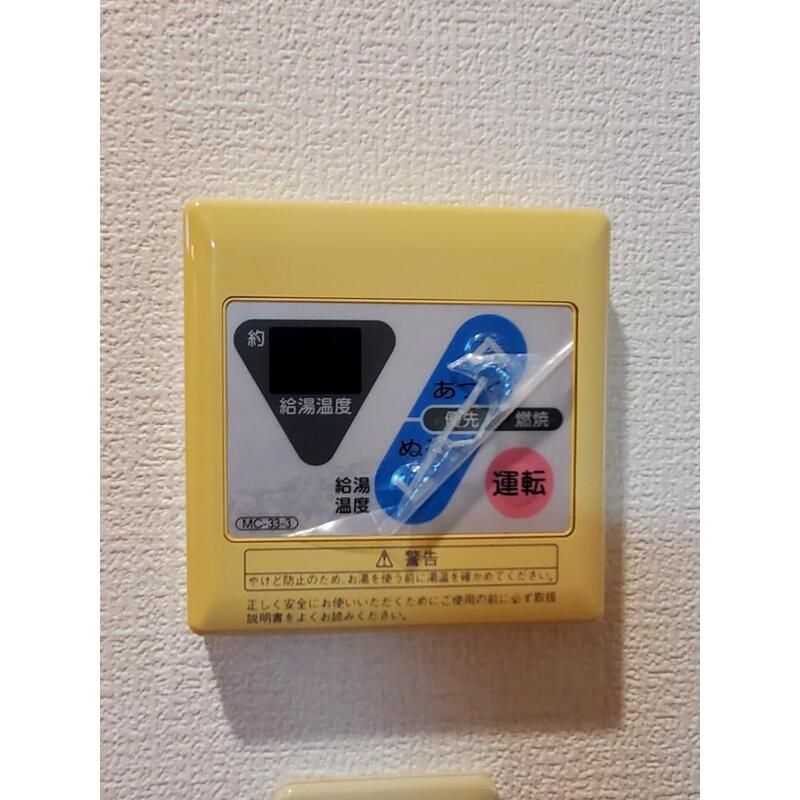 約
給湯温度
あつく
優先 燃焼
ぬるく
給湯
温度
運転
MC-33-3
⚠ 警告
やけど防止のため、お湯を使う前に湯温を確かめてください。
正しく安全にお使いいただくためにご使用の前に必ず取扱
説明書をよくお読みください。